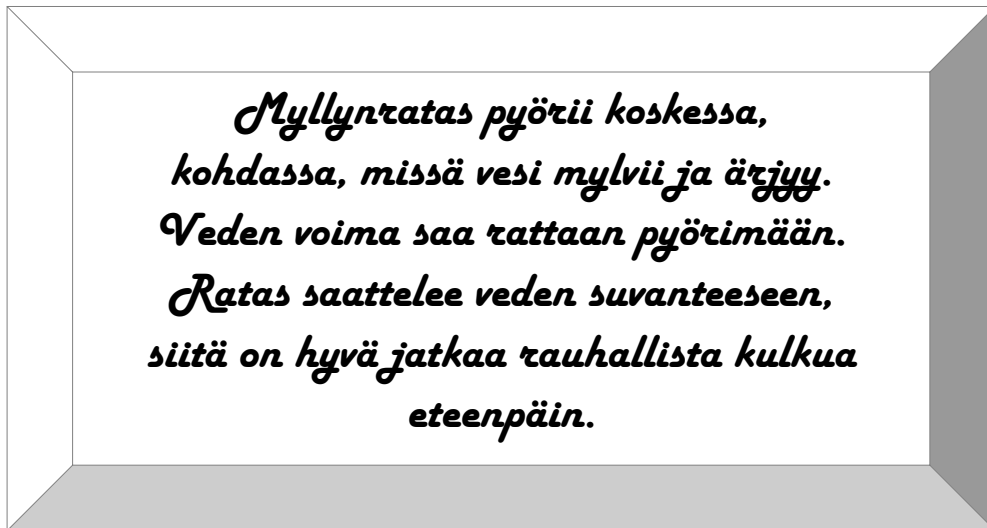 Myllynratas pyörii koskessa,
kohdassa, missä vesi mylvii ja ärjyy.
Veden voima saa rattaan pyörimään.
Ratas saattelee veden suvanteeseen,
siitä on hyvä jatkaa rauhallista kulkua
eteenpäin.